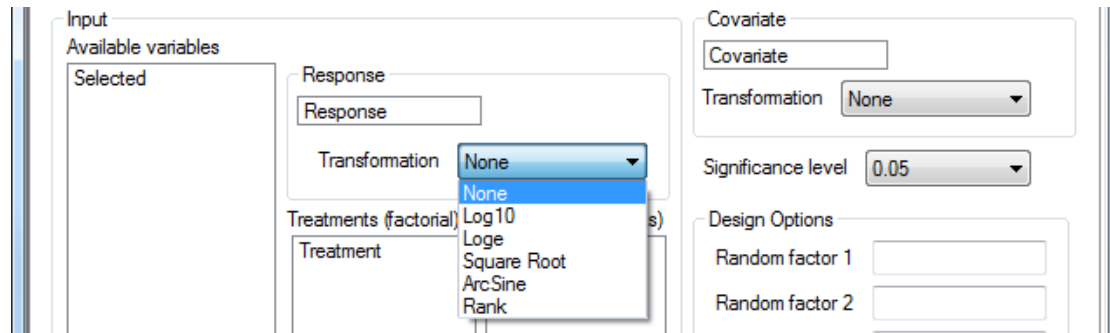 Input
Available variables
Selected
Response
Response
Transformation None
None
Log10
Loge
Square Root
ArcSine
Rank
Treatments (factorial)
s)
Treatment
Covariate
Covariate
Transformation None
Significance level 0.05
Design Options
Random factor 1
Random factor 2